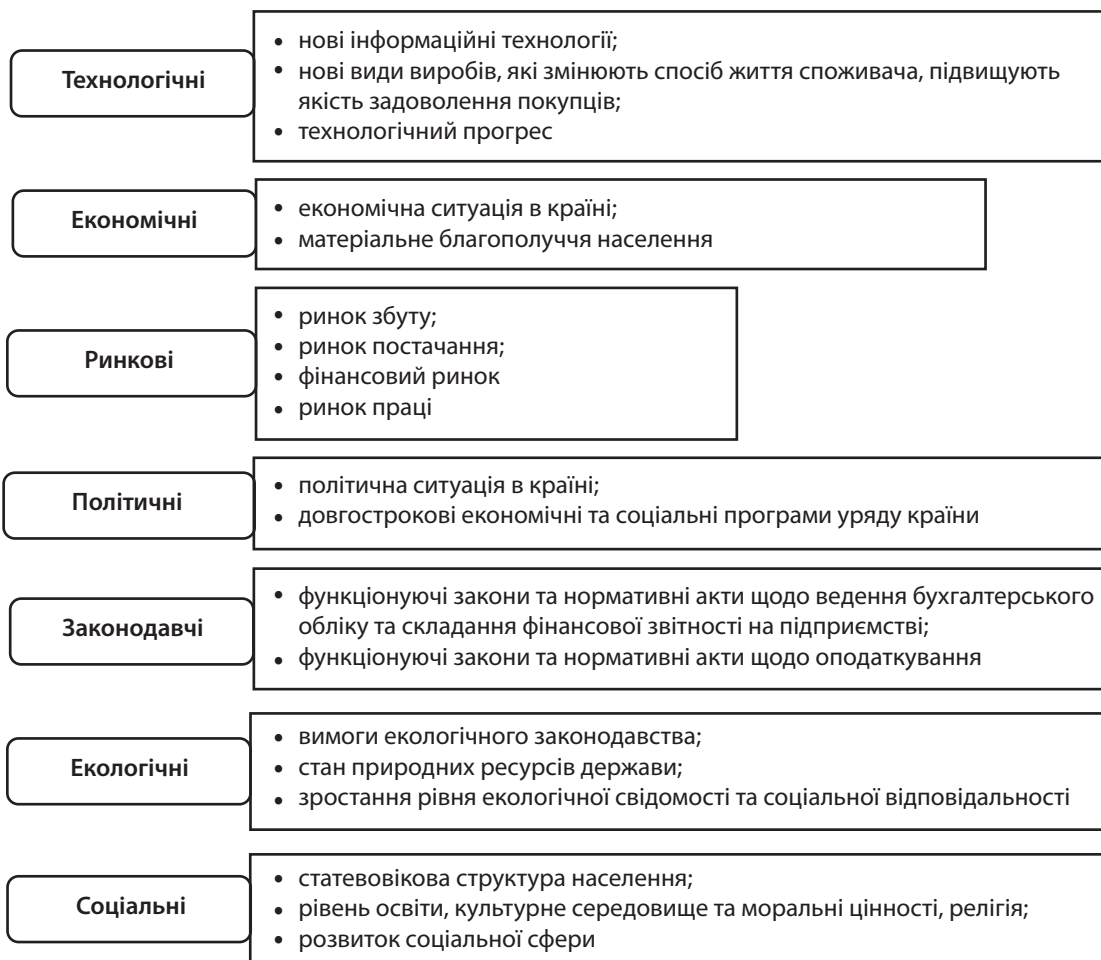 Технологічні
• нові інформаційні технології;
• нові види виробів, які змінюють спосіб життя споживача, підвищують
якість задоволення покупців;
• технологічний прогрес
Економічні
• економічна ситуація в країні;
• матеріальне благополуччя населення
Ринкові
• ринок збуту;
• ринок постачання;
• фінансовий ринок
• ринок праці
Політичні
• політична ситуація в країні;
• довгострокові економічні та соціальні програми уряду країни
Законодавчі
• функціонуючі закони та нормативні акти щодо ведення бухгалтерського
обліку та складання фінансової звітності на підприємстві;
• функціонуючі закони та нормативні акти щодо оподаткування
Екологічні
• вимоги екологічного законодавства;
• стан природних ресурсів держави;
• зростання рівня екологічної свідомості та соціальної відповідальності
Соціальні
• статевовікова структура населення;
• рівень освіти, культурне середовище та моральні цінності, релігія;
• розвиток соціальної сфери